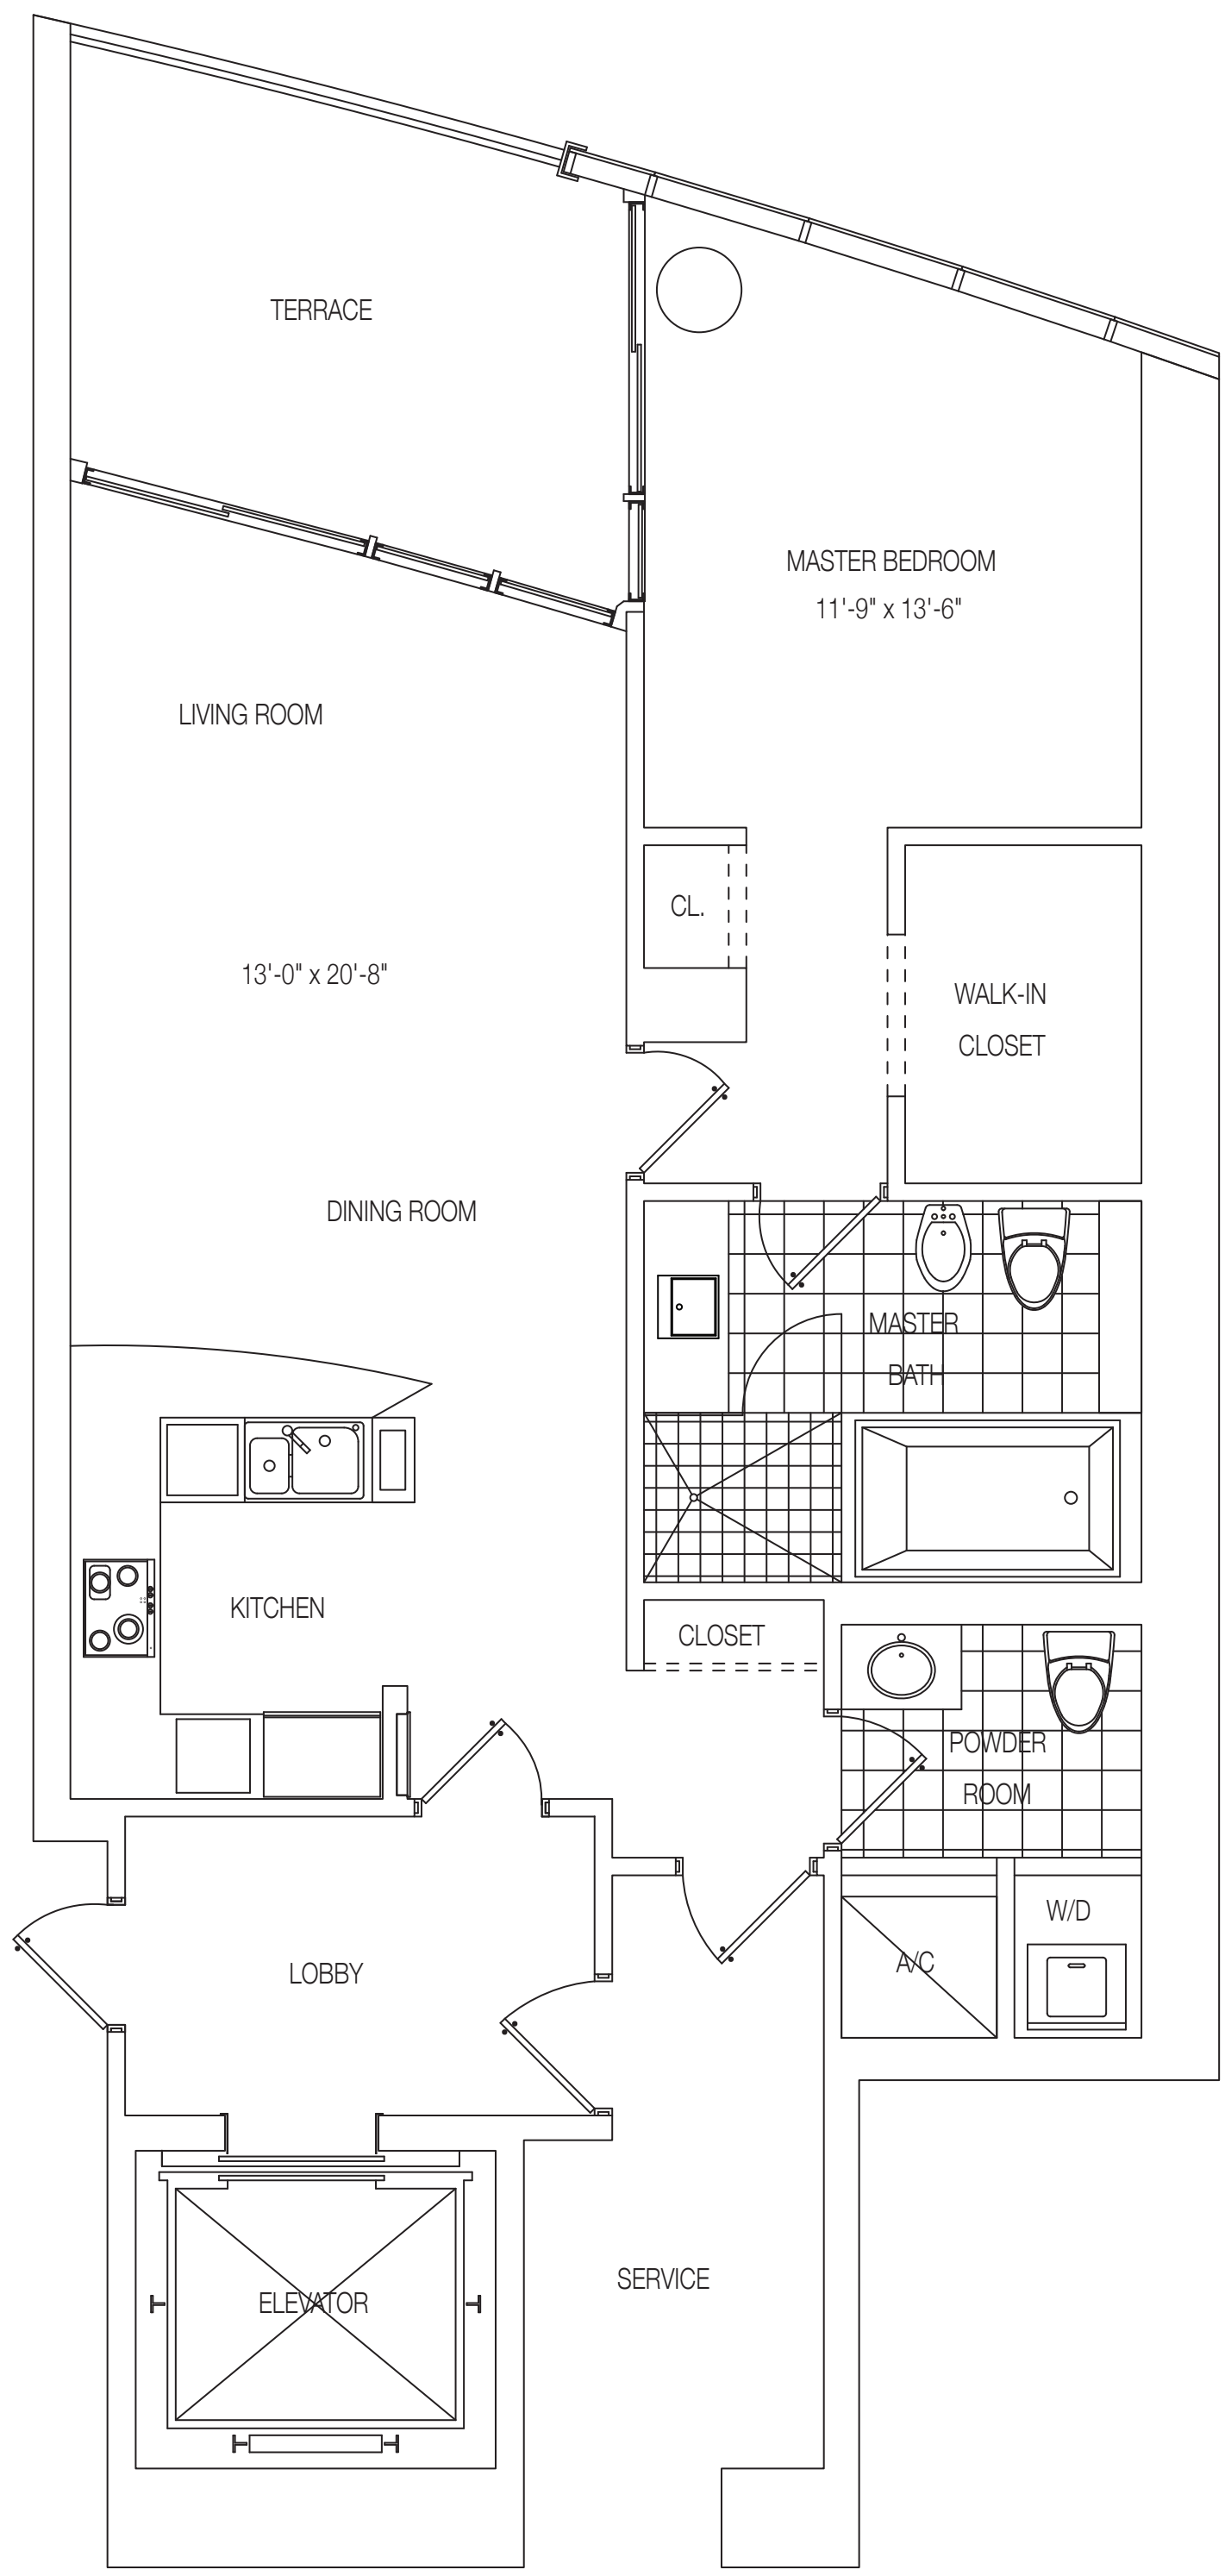 TERRACE
MASTER BEDROOM
11'-9" x 13'-6"
LIVING ROOM
CL.
13'-0" x 20'-8"
WALK-IN
CLOSET
DINING ROOM
MASTER
BATH
KITCHEN
CLOSET
POWDER
ROOM
W/D
A/C
LOBBY
SERVICE
ELEVATOR